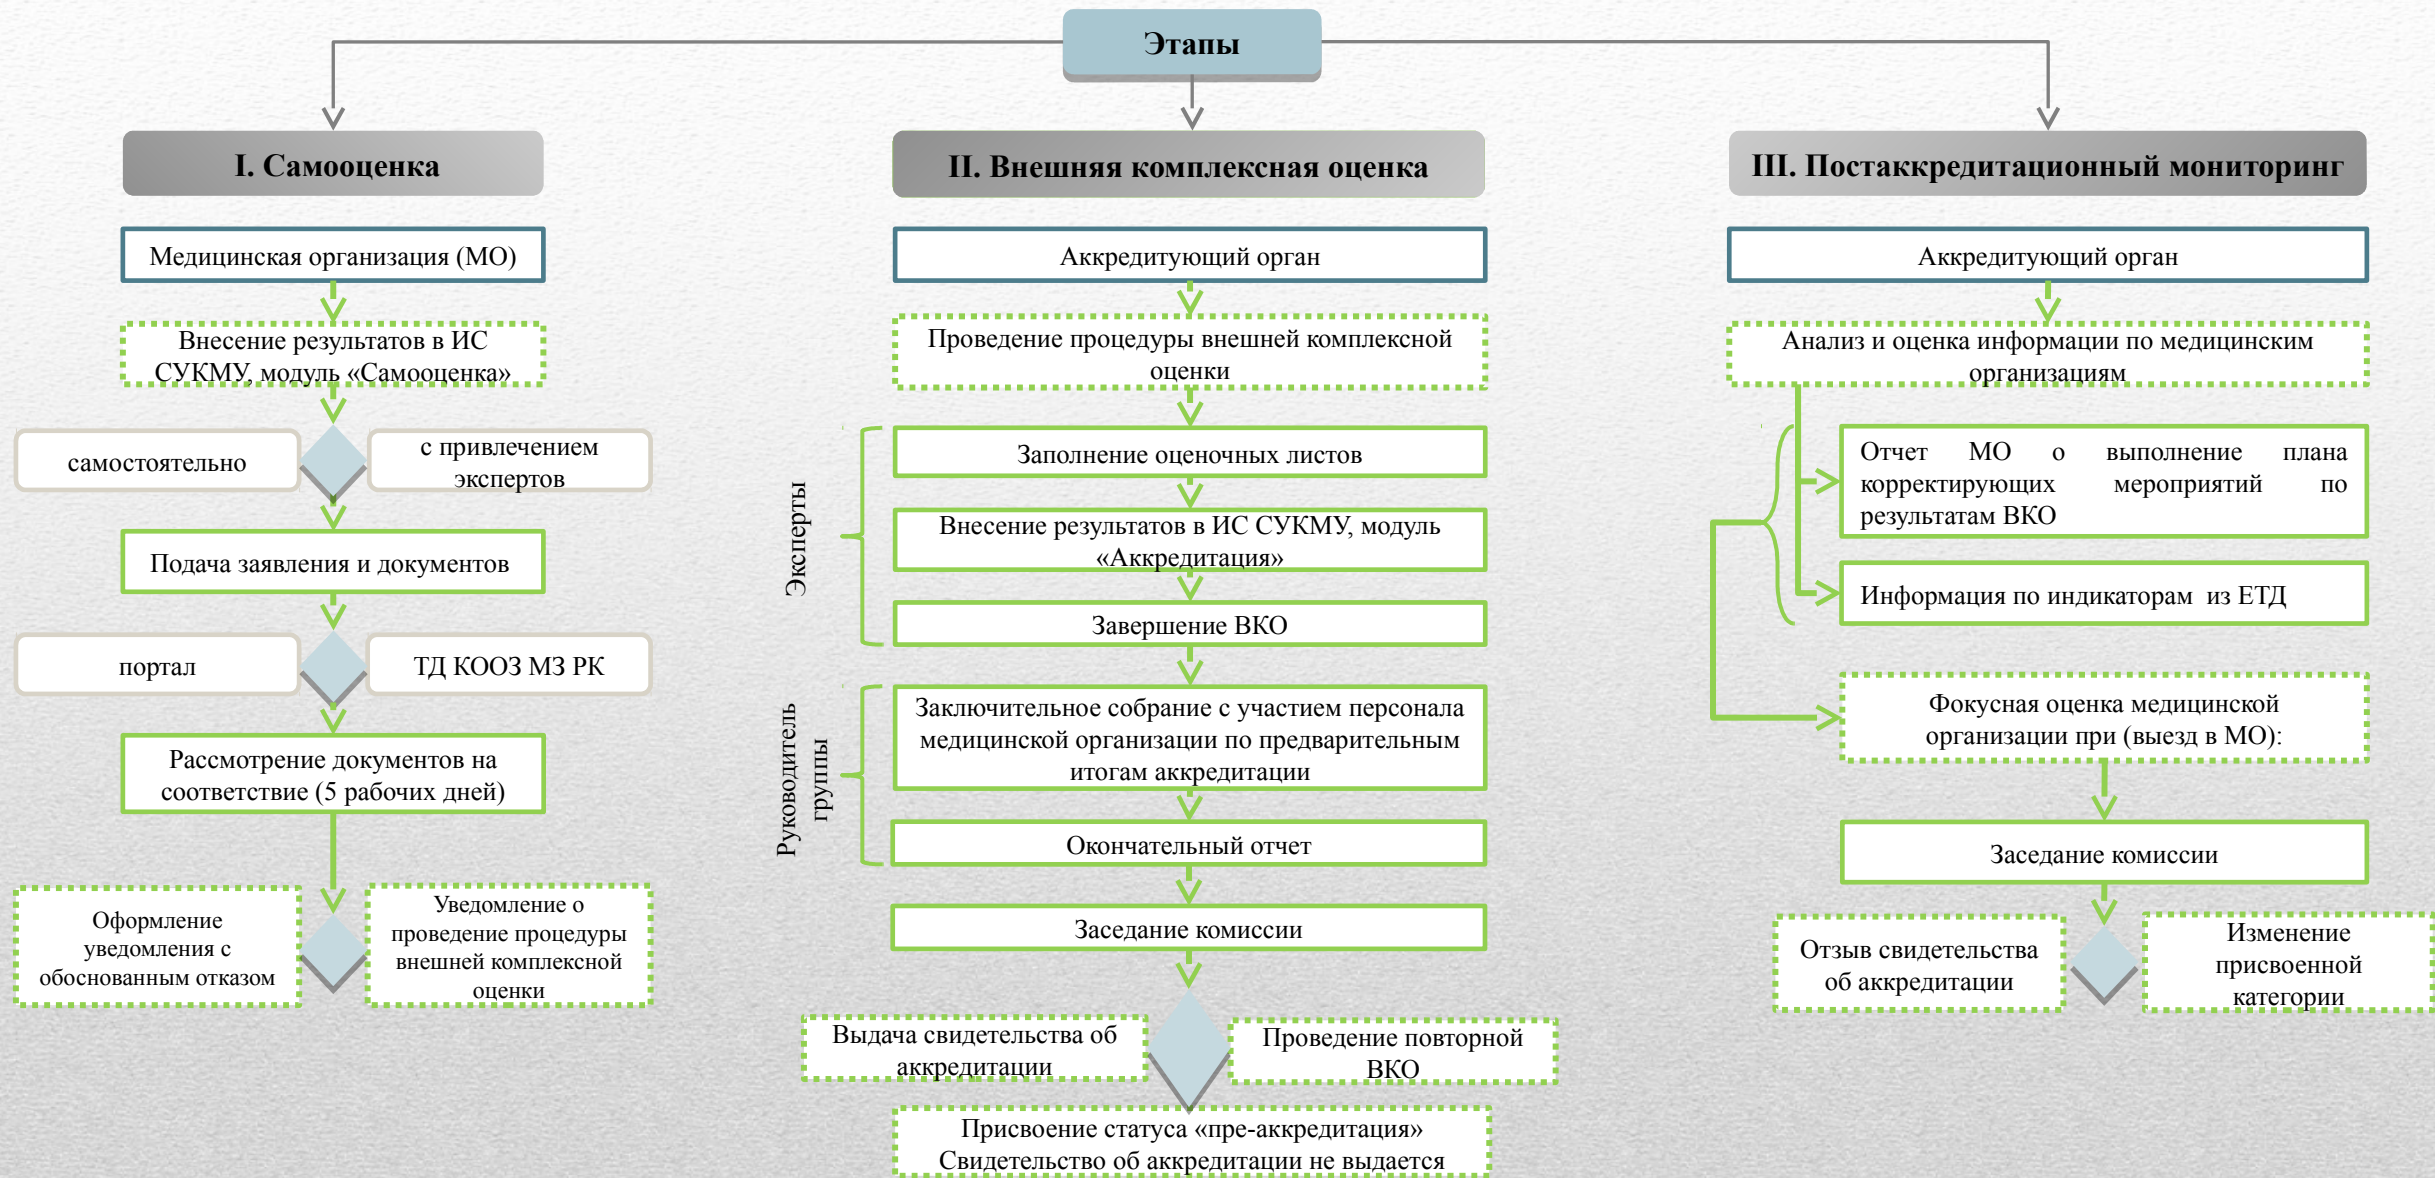 Этапы
I. Самооценка
Медицинская организация (МО)
Внесение результатов в ИС
СУКМУ, модуль «Самооценка»
самостоятельно
с привлечением
экспертов
Подача заявления и документов
портал
ТД КООЗ МЗ РК
Рассмотрение документов на
соответствие (5 рабочих дней)
Оформление
уведомления с
обоснованным отказом
Уведомление о
проведение процедуры
внешней комплексной
оценки
II. Внешняя комплексная оценка
Аккредитующий орган
Проведение процедуры внешней комплексной
оценки
Эксперты
Заполнение оценочных листов
Внесение результатов в ИС СУКМУ, модуль
«Аккредитация»
Завершение ВКО
Руководитель
группы
Заключительное собрание с участием персонала
медицинской организации по предварительным
итогам аккредитации
Окончательный отчет
Заседание комиссии
Выдача свидетельства об
аккредитации
Проведение повторной
ВКО
Присвоение статуса «пре-аккредитация»
Свидетельство об аккредитации не выдается
III. Постаккредитационный мониторинг
Аккредитующий орган
Анализ и оценка информации по медицинским
организациям
Отчет МО о выполнение плана
корректирующих мероприятий по
результатам ВКО
Информация по индикаторам из ЕТД
Фокусная оценка медицинской
организации при (выезд в МО):
Заседание комиссии
Отзыв свидетельства
об аккредитации
Изменение
присвоенной
категории